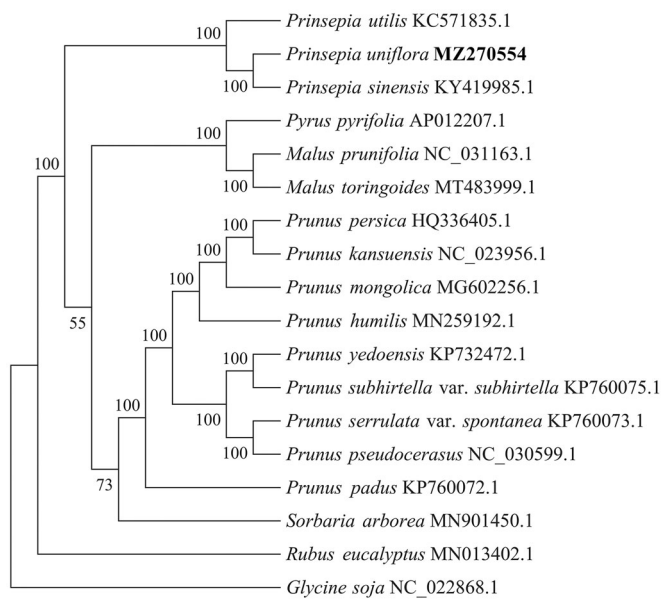 100
Prinsepia utilis KC571835.1
Prinsepia uniflora MZ270554
100
Prinsepia sinensis KY419985.1
100
Pyrus pyrifolia AP012207.1
100
Malus prunifolia NC_031163.1
100
Malus toringoides MT483999.1
100
Prunus persica HQ336405.1
100
Prunus kansuensis NC_023956.1
100
Prunus mongolica MG602256.1
55
100
Prunus humilis MN259192.1
100
Prunus yedoensis KP732472.1
Prunus subhirtella var. subhirtella KP760075.1
100
100
Prunus serrulata var. spontanea KP760073.1
100
Prunus pseudocerasus NC_030599.1
73
Prunus padus KP760072.1
Sorbaria arborea MN901450.1
Rubus eucalyptus MN013402.1
Glycine soja NC_022868.1